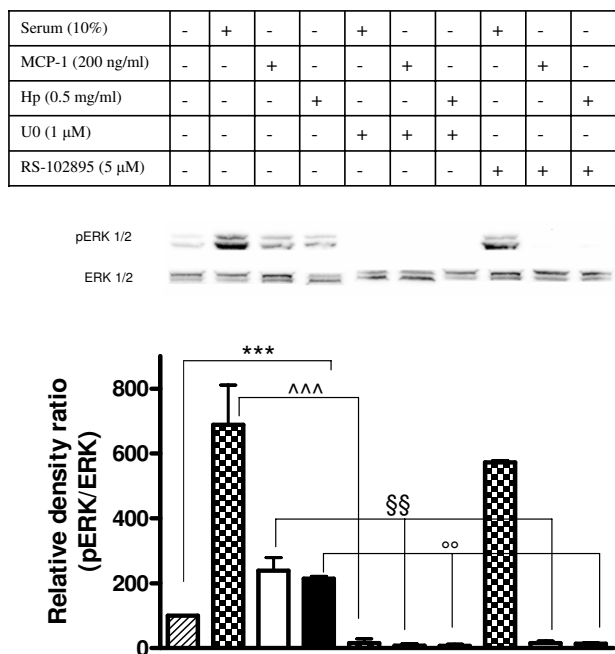 Serum (10%) - + - - + - - + - -
MCP-1 (200 ng/ml) - - + - - + - - + -
Hp (0.5 mg/ml) - - - + - - + - - +
U0 (1 μM) - - - - + + + - - -
RS-102895 (5 μM) - - - - - - - + + +
pERK 1/2
ERK 1/2
***
^^^
§§
°°
Relative density ratio
(pERK/ERK)
800
600
400
200
0